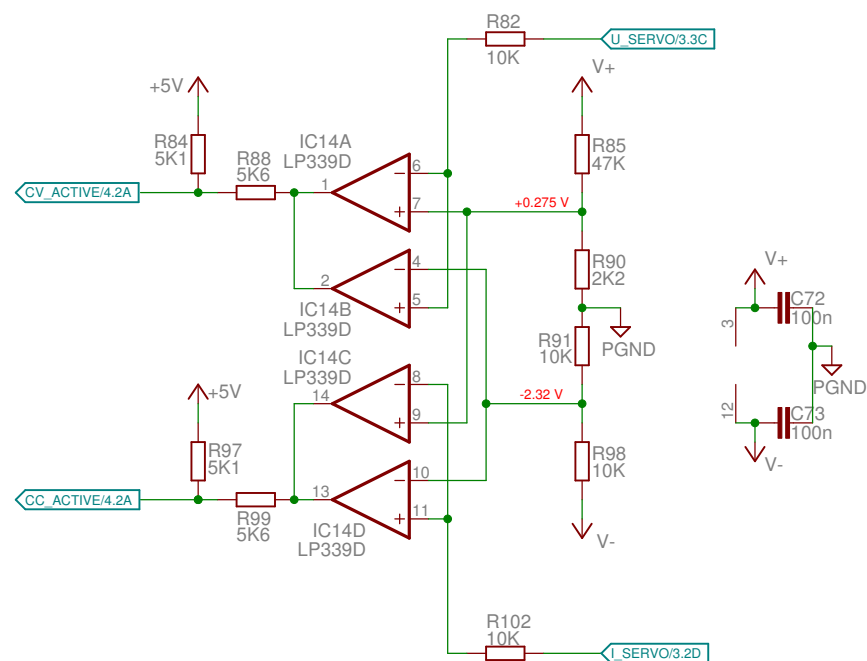 R82
10K
U_SERVO/3.3C
V+
+5V
R84
5K1
R88
5K6
IC14A
LP339D
1
6
7
R85
47K
CV_ACTIVE/4.2A
+0.275 V
2
4
5
IC14B
LP339D
R90
2K2
V+
C72
100n
3
R91
10K
PGND
IC14C
LP339D
14
8
9
PGND
+5V
-2.32 V
12
C73
100n
V-
R97
5K1
R98
10K
CC_ACTIVE/4.2A
R99
5K6
13
10
11
IC14D
LP339D
V-
R102
10K
I_SERVO/3.2D